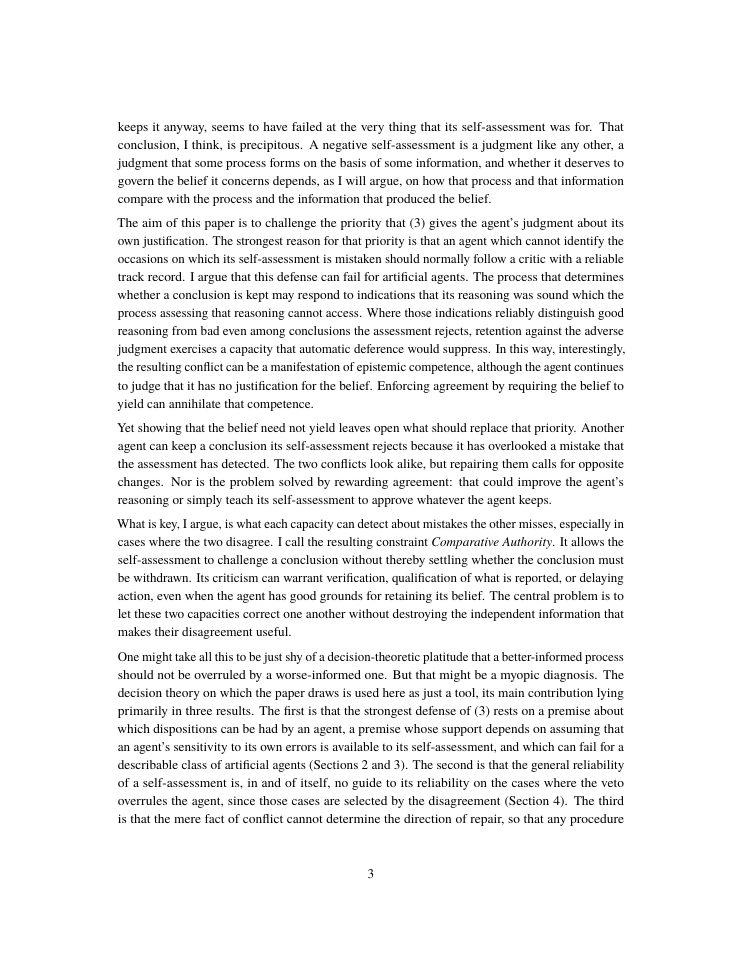 keeps it anyway, seems to have failed at the very thing that its self-assessment was for. That
conclusion, I think, is precipitous. A negative self-assessment is a judgment like any other, a
judgment that some process forms on the basis of some information, and whether it deserves to
govern the belief it concerns depends, as I will argue, on how that process and that information
compare with the process and the information that produced the belief.
The aim of this paper is to challenge the priority that (3) gives the agent's judgment about its
own justification. The strongest reason for that priority is that an agent which cannot identify the
occasions on which its self-assessment is mistaken should normally follow a critic with a reliable
track record. I argue that this defense can fail for artificial agents. The process that determines
whether a conclusion is kept may respond to indications that its reasoning was sound which the
process assessing that reasoning cannot access. Where those indications reliably distinguish good
reasoning from bad even among conclusions the assessment rejects, retention against the adverse
judgment exercises a capacity that automatic deference would suppress. In this way, interestingly,
the resulting conflict can be a manifestation of epistemic competence, although the agent continues
to judge that it has no justification for the belief. Enforcing agreement by requiring the belief to
yield can annihilate that competence.
Yet showing that the belief need not yield leaves open what should replace that priority. Another
agent can keep a conclusion its self-assessment rejects because it has overlooked a mistake that
the assessment has detected. The two conflicts look alike, but repairing them calls for opposite
changes. Nor is the problem solved by rewarding agreement: that could improve the agent's
reasoning or simply teach its self-assessment to approve whatever the agent keeps.
What is key, I argue, is what each capacity can detect about mistakes the other misses, especially in
cases where the two disagree. I call the resulting constraint Comparative Authority. It allows the
self-assessment to challenge a conclusion without thereby settling whether the conclusion must
be withdrawn. Its criticism can warrant verification, qualification of what is reported, or delaying
action, even when the agent has good grounds for retaining its belief. The central problem is to
let these two capacities correct one another without destroying the independent information that
makes their disagreement useful.
One might take all this to be just shy of a decision-theoretic platitude that a better-informed process
should not be overruled by a worse-informed one. But that might be a myopic diagnosis. The
decision theory on which the paper draws is used here as just a tool, its main contribution lying
primarily in three results. The first is that the strongest defense of (3) rests on a premise about
which dispositions can be had by an agent, a premise whose support depends on assuming that
an agent's sensitivity to its own errors is available to its self-assessment, and which can fail for a
describable class of artificial agents (Sections 2 and 3). The second is that the general reliability
of a self-assessment is, in and of itself, no guide to its reliability on the cases where the veto
overrules the agent, since those cases are selected by the disagreement (Section 4). The third
is that the mere fact of conflict cannot determine the direction of repair, so that any procedure
3